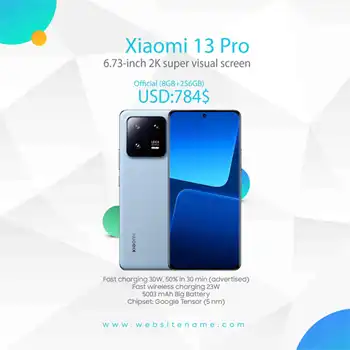 Xiaomi 13 Pro
6.73-inch 2K super visual screen
Official (8GB+256GB)
USD:784$
XIAOMI
Fast charging 30W, 50% in 30 min (advertised)
Fast wireless charging 23W
5003 mAh Big Battery
Chipset: Google Tensor (5 nm)
www.websitename.com